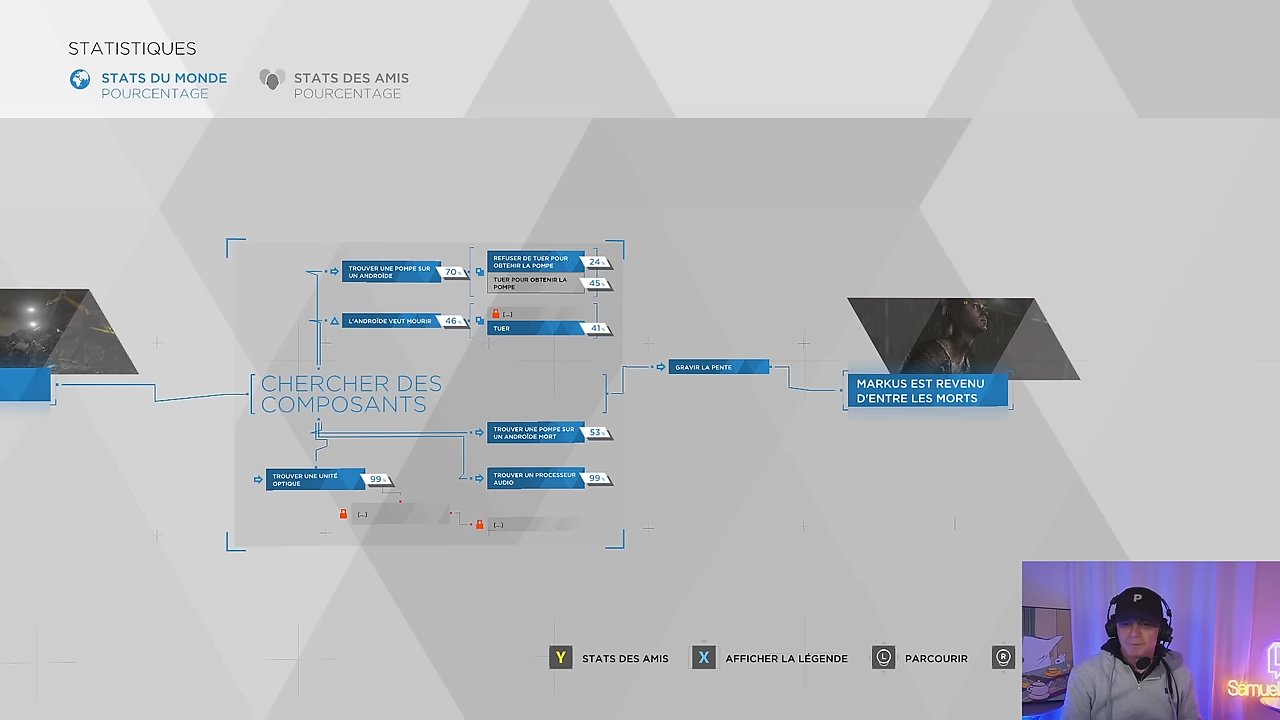 STATISTIQUES
STATS DU MONDE
POURCENTAGE
STATS DES AMIS
POURCENTAGE
TROUVER UNE POMPE SUR
UN ANDROÏDE
70%
REFUSER DE TUER POUR
OBTENIR LA POMPE
24%
TUER POUR OBTENIR LA
POMPE
45%
L'ANDROÏDE VEUT MOURIR
46%
[...]
TUER
41%
CHERCHER DES
COMPOSANTS
GRAVIR LA PENTE
MARKUS EST REVENU
D'ENTRE LES MORTS
TROUVER UNE POMPE SUR
UN ANDROÏDE MORT
53%
TROUVER UNE UNITÉ
OPTIQUE
99%
TROUVER UN PROCESSEUR
AUDIO
99%
[...]
[...]
Y STATS DES AMIS
X AFFICHER LA LÉGENDE
L PARCOURIR
R
P